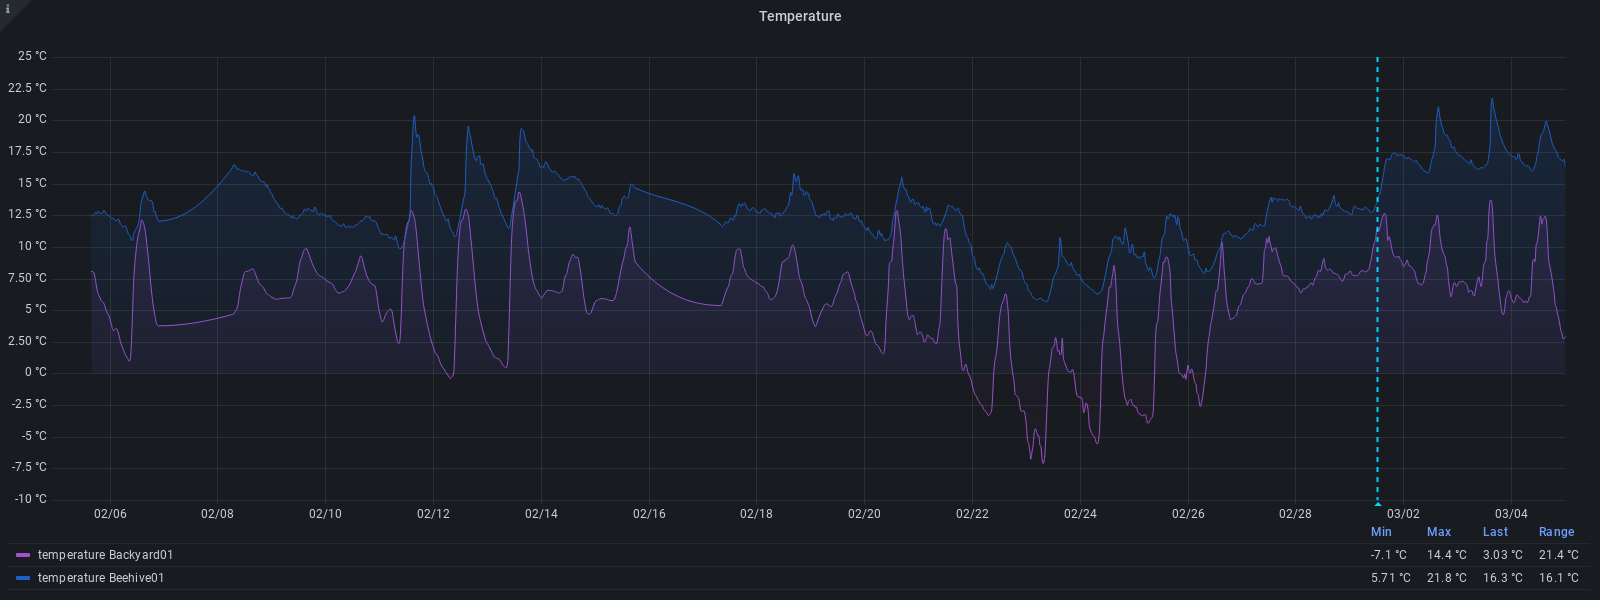 i
Temperature
25 °C
22.5 °C
20 °C
17.5 °C
15 °C
12.5 °C
10 °C
7.50 °C
5 °C
2.50 °C
0 °C
-2.5 °C
-5 °C
-7.5 °C
-10 °C
02/06 02/08 02/10 02/12 02/14 02/16 02/18 02/20 02/22 02/24 02/26 02/28 03/02 03/04
Min Max Last Range
temperature Backyard01 -7.1 °C 14.4 °C 3.03 °C 21.4 °C
temperature Beehive01 5.71 °C 21.8 °C 16.3 °C 16.1 °C